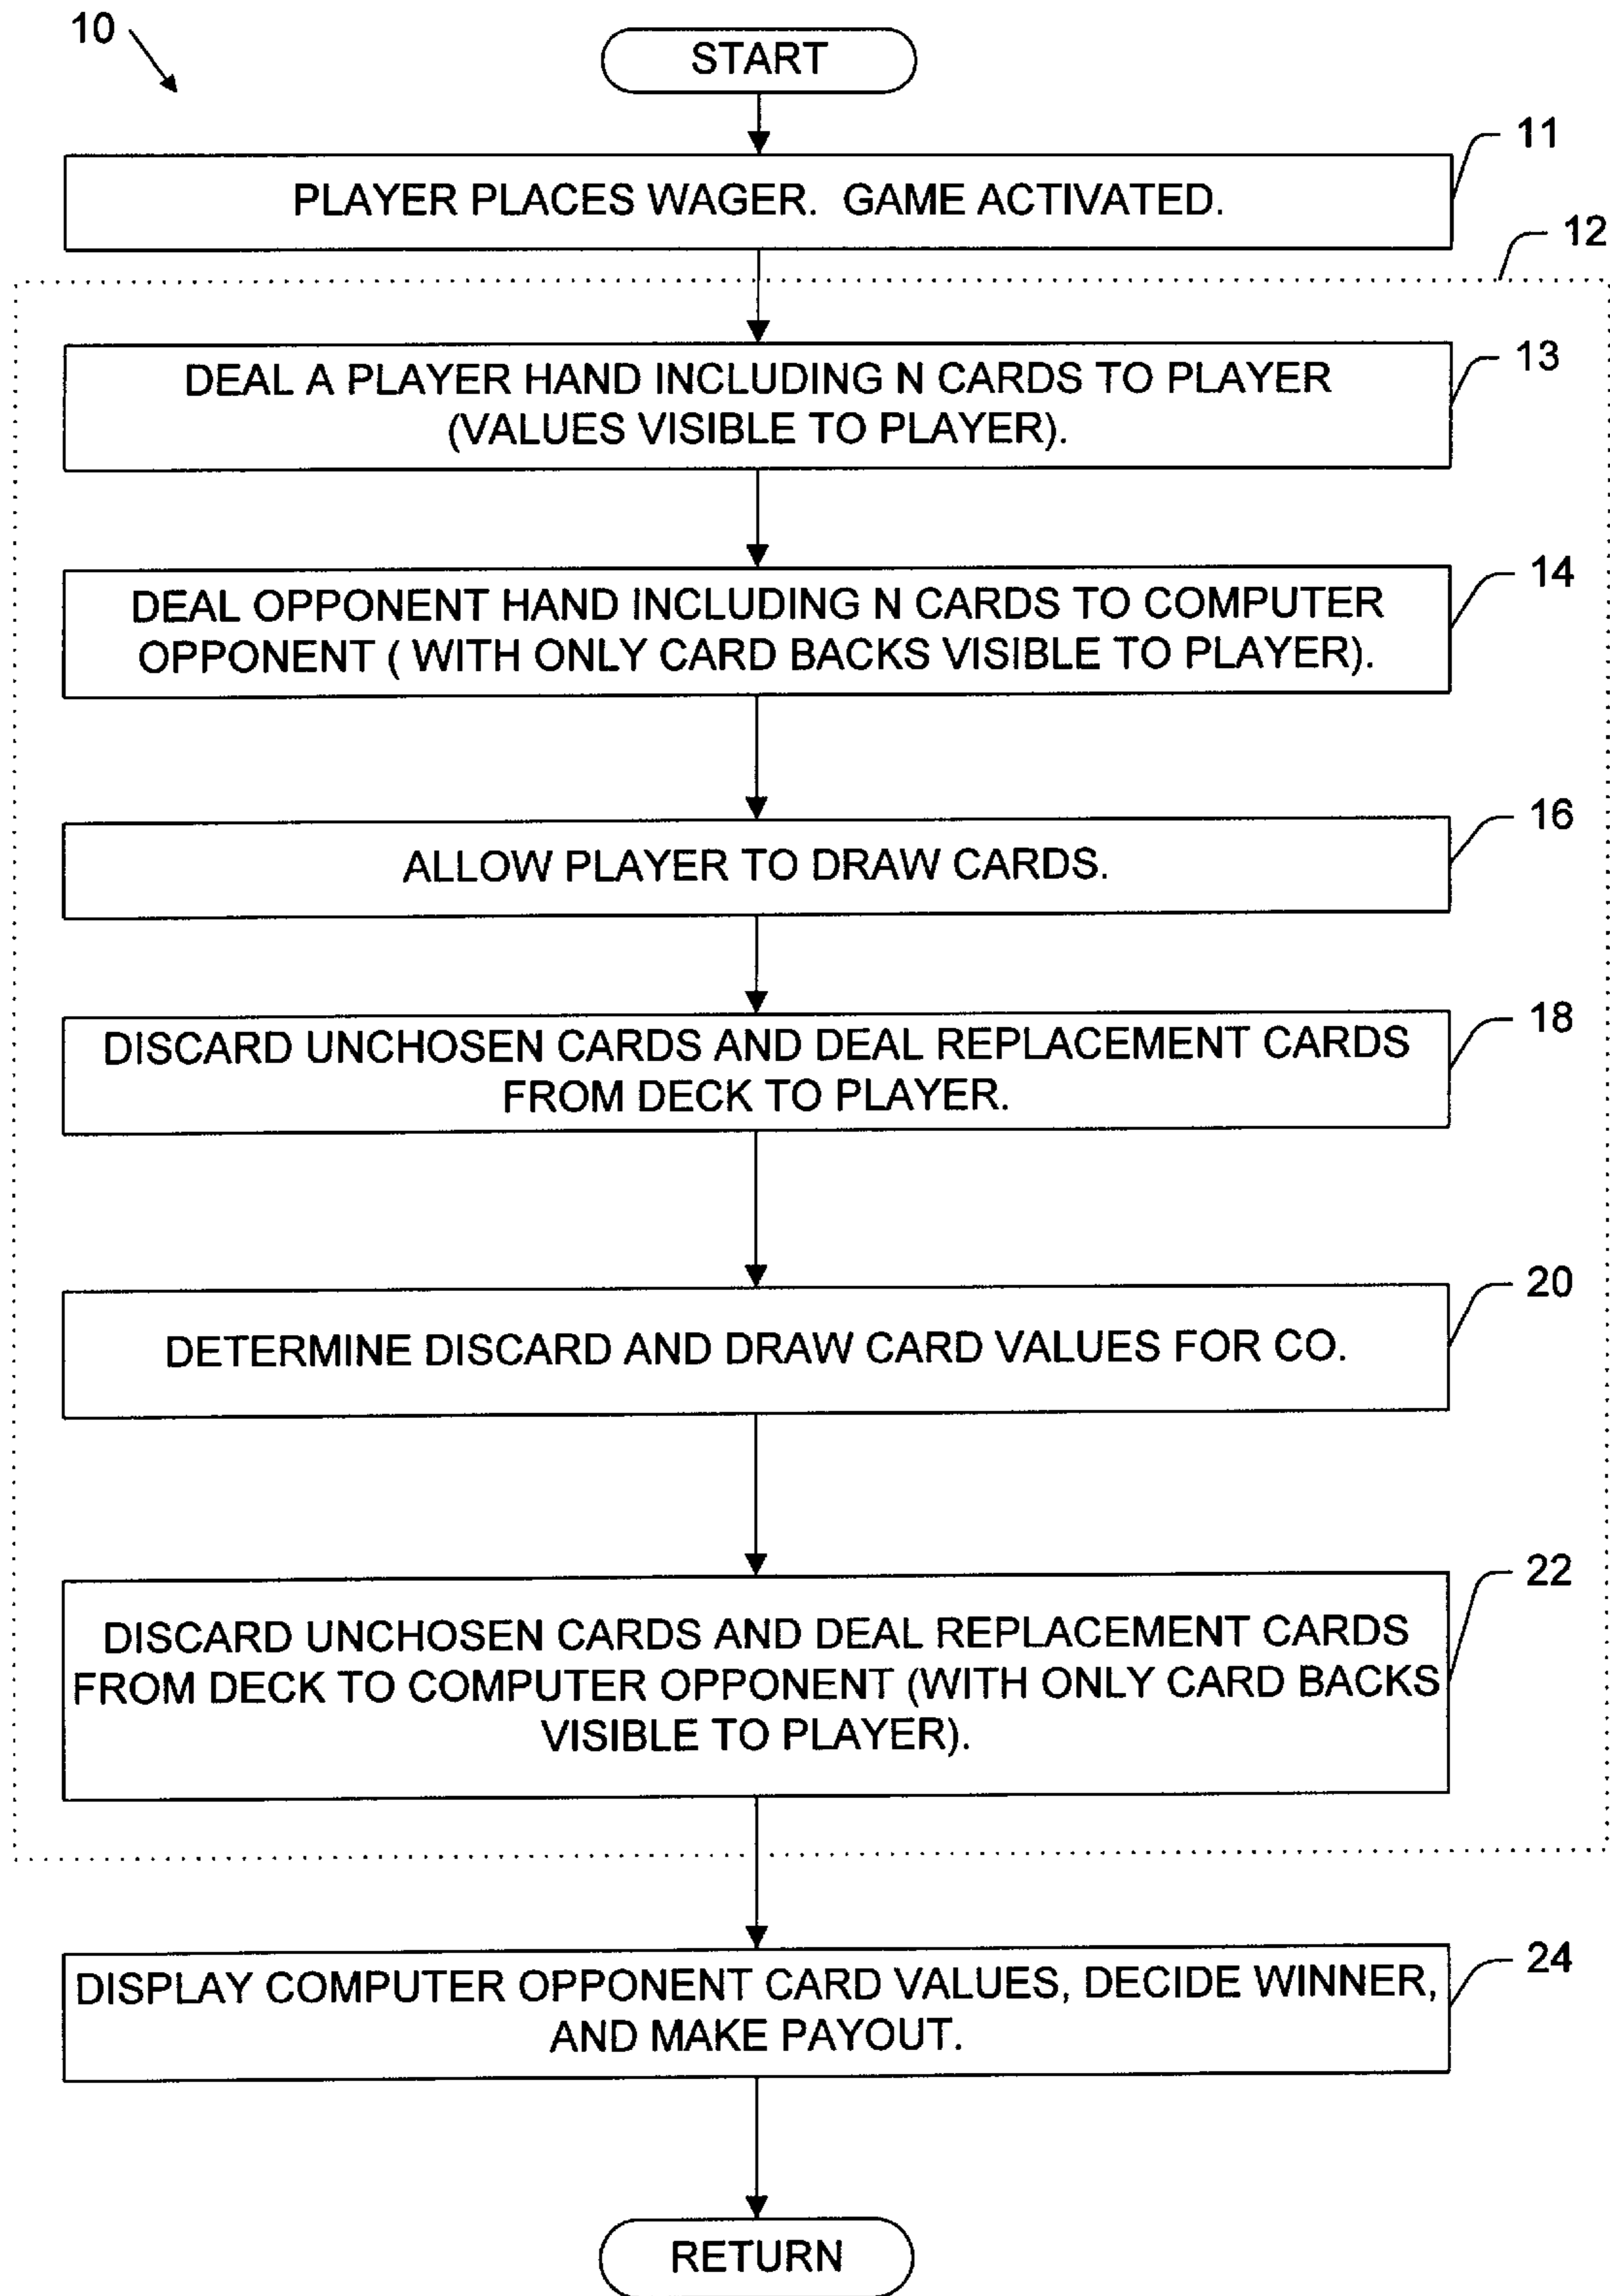 10
START
11
PLAYER PLACES WAGER. GAME ACTIVATED.
12
13
DEAL A PLAYER HAND INCLUDING N CARDS TO PLAYER
(VALUES VISIBLE TO PLAYER).
14
DEAL OPPONENT HAND INCLUDING N CARDS TO COMPUTER
OPPONENT ( WITH ONLY CARD BACKS VISIBLE TO PLAYER).
16
ALLOW PLAYER TO DRAW CARDS.
18
DISCARD UNCHOSEN CARDS AND DEAL REPLACEMENT CARDS
FROM DECK TO PLAYER.
20
DETERMINE DISCARD AND DRAW CARD VALUES FOR CO.
22
DISCARD UNCHOSEN CARDS AND DEAL REPLACEMENT CARDS
FROM DECK TO COMPUTER OPPONENT (WITH ONLY CARD BACKS
VISIBLE TO PLAYER).
24
DISPLAY COMPUTER OPPONENT CARD VALUES, DECIDE WINNER,
AND MAKE PAYOUT.
RETURN